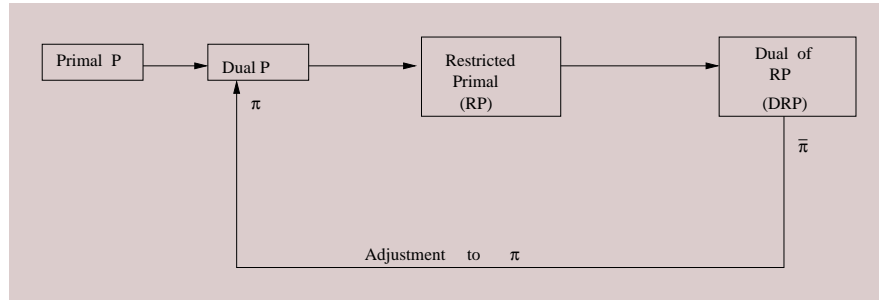 Primal P
Dual P
π
Restricted
Primal
(RP)
Dual of
RP
(DRP)
π̄
Adjustment to π